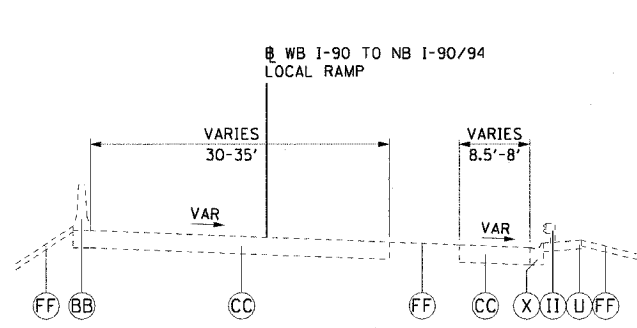 ℄ WB I-90 TO NB I-90/94
LOCAL RAMP
VARIES
30-35'
VARIES
8.5'-8'
VAR
VAR
FF
BB
CC
FF
CC
X
II
U
FF